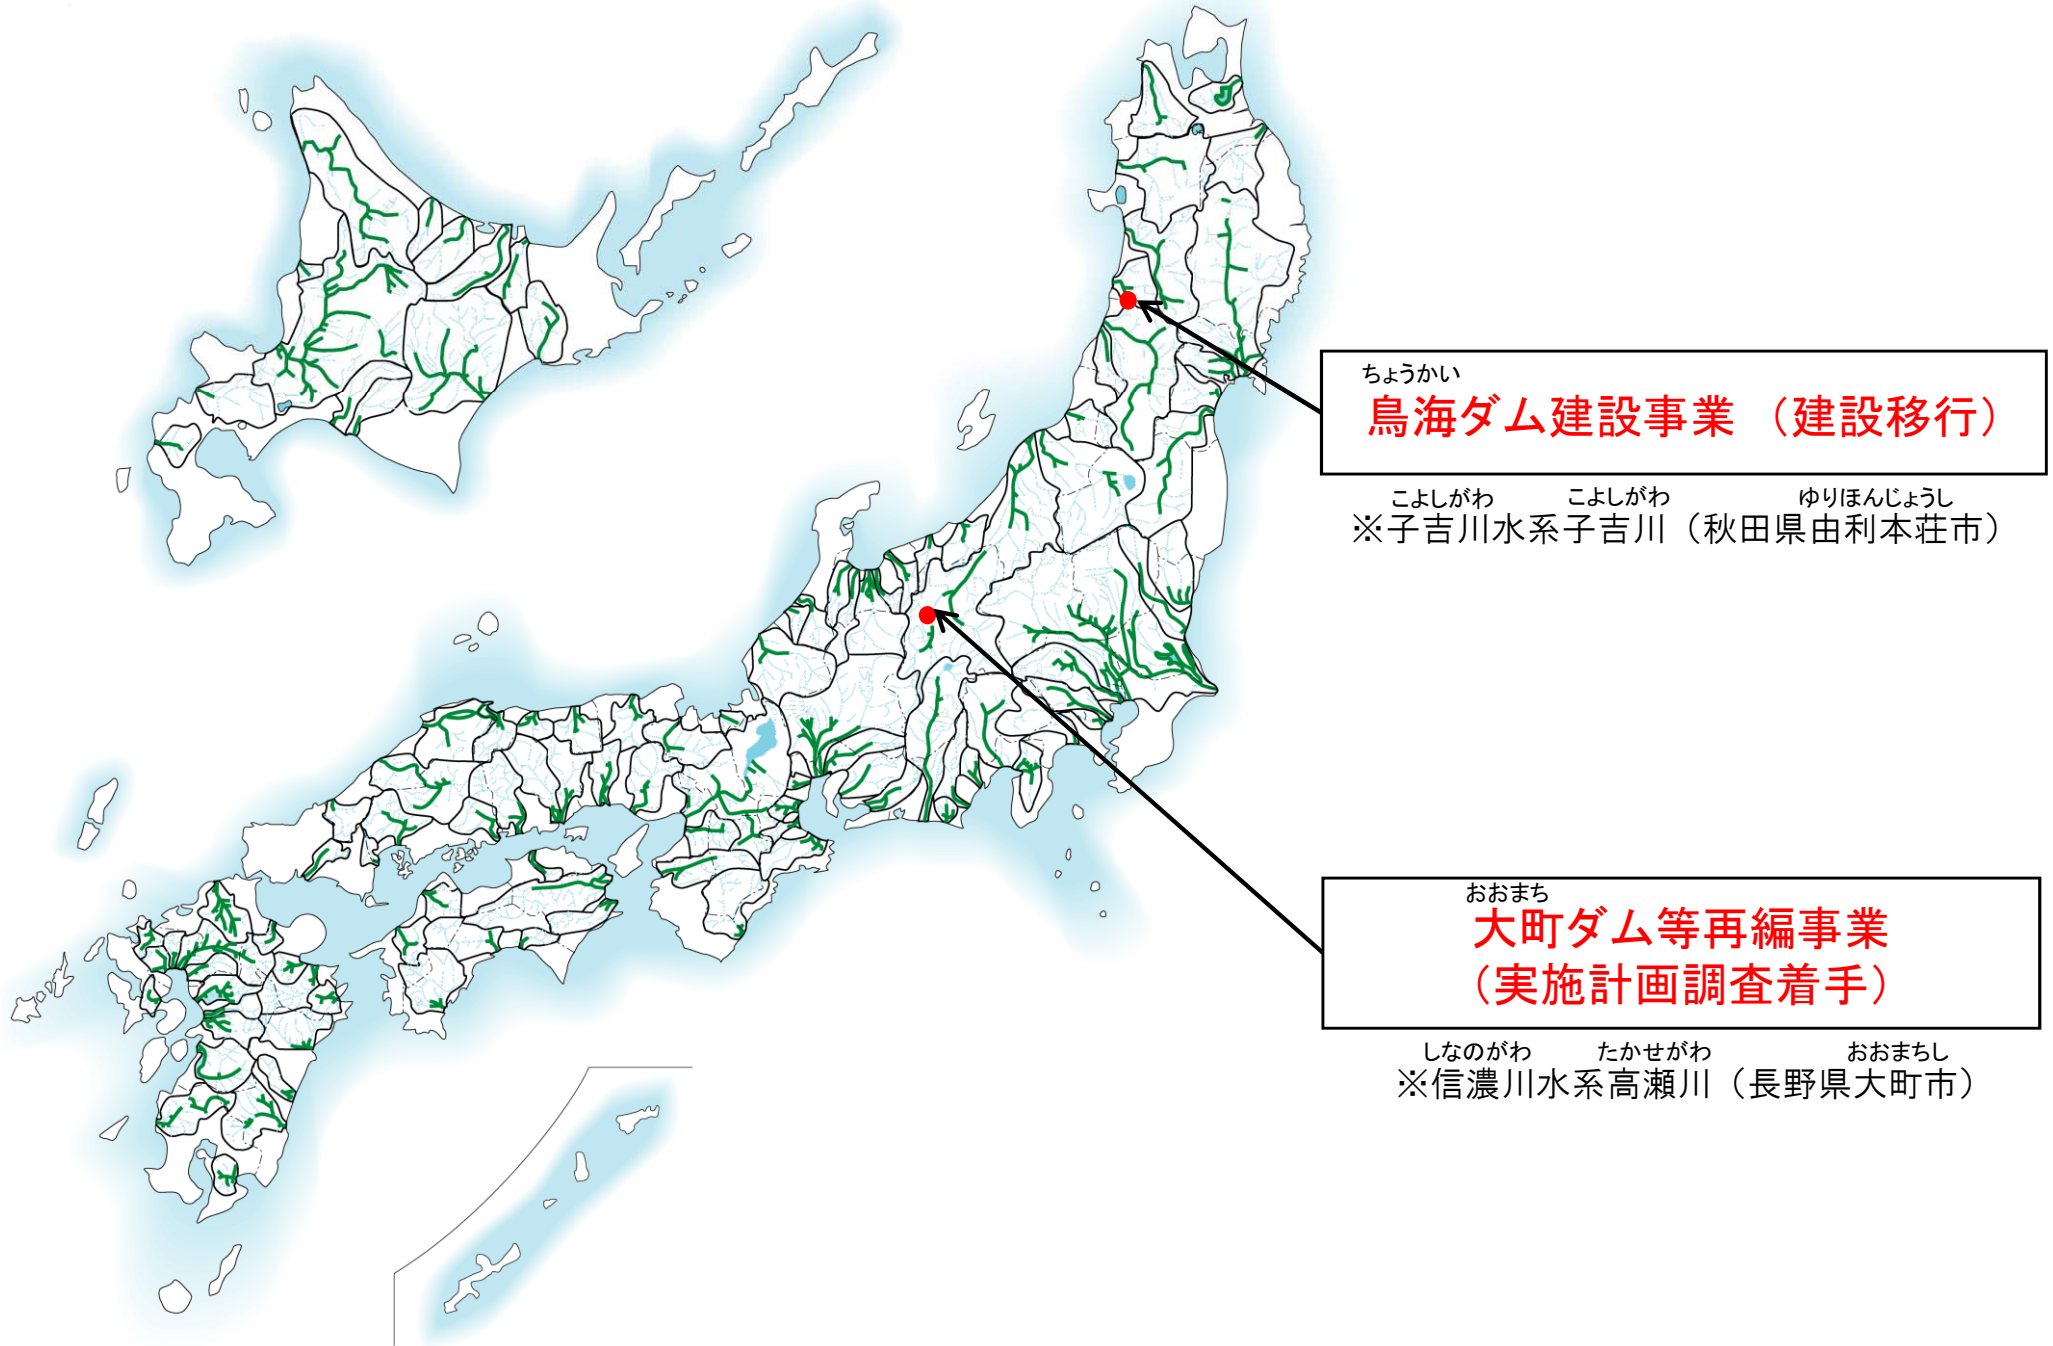 ちょうかい
鳥海ダム建設事業（建設移行）
こよしがわ こよしがわ ゆりほんじょうし
※子吉川水系子吉川（秋田県由利本荘市）
おおまち
大町ダム等再編事業
（実施計画調査着手）
しなのがわ たかせがわ おおまちし
※信濃川水系高瀬川（長野県大町市）